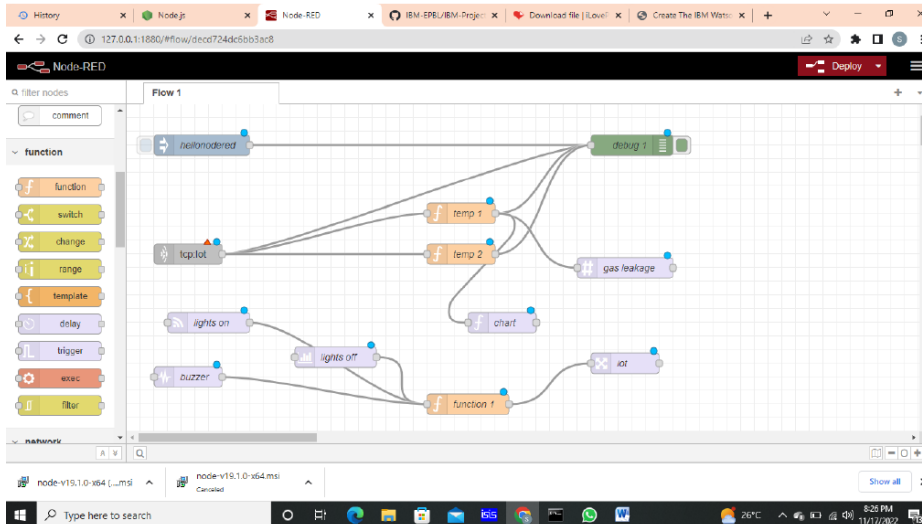 History
Node.js
Node-RED
IBM-EPBL/IBM-Project
Download file | iLoveP
Create The IBM Wats
127.0.0.1:1880/#flow/decd724dc6bb3ac8
S
Node-RED
Deploy
filter nodes
Flow 1
comment
function
function
switch
change
range
template
delay
trigger
exec
filter
network
hellonodered
debug 1
temp 1
tcp:Iot
temp 2
gas leakage
lights on
chart
lights off
iot
buzzer
function 1
node-v19.1.0-x64 (....msi
node-v19.1.0-x64.msi
Canceled
Show all
Type here to search
26°C
8:26 PM
11/17/2022